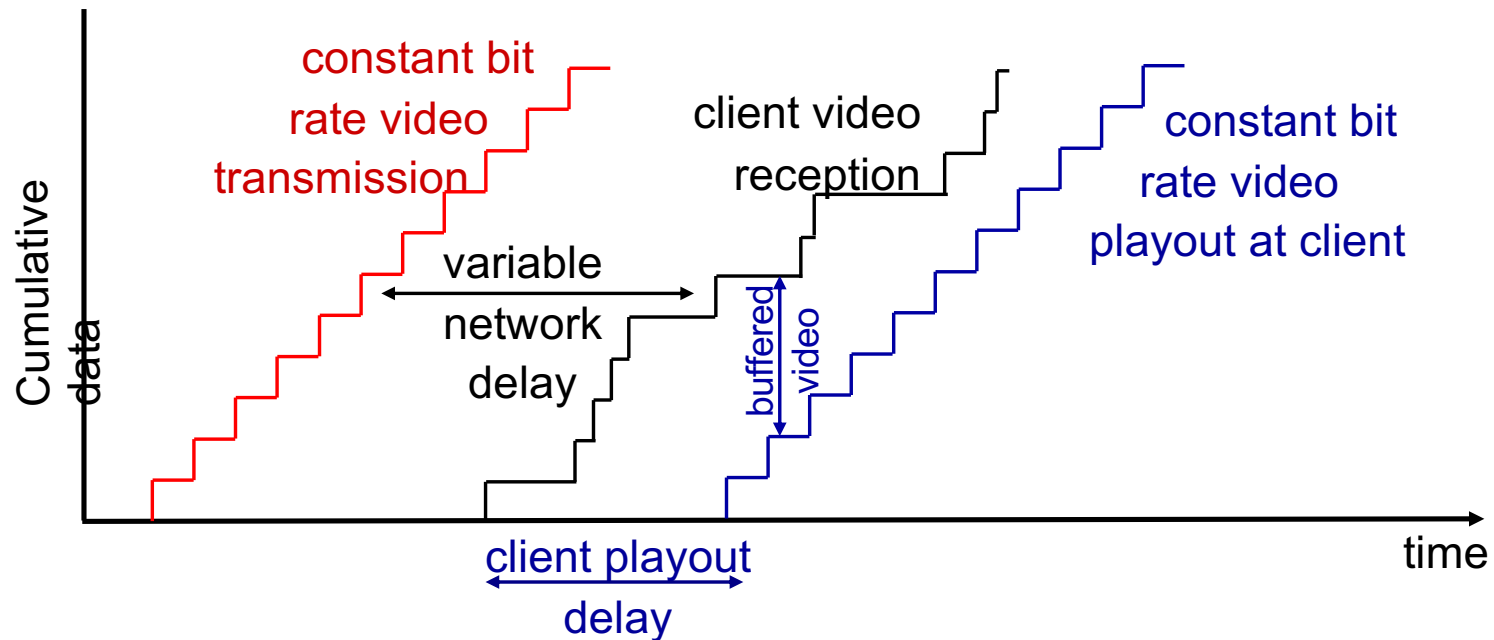 constant bit
rate video
transmission
client video
reception
constant bit
rate video
playout at client
Cumulative
data
variable
network
delay
buffered
video
time
client playout
delay